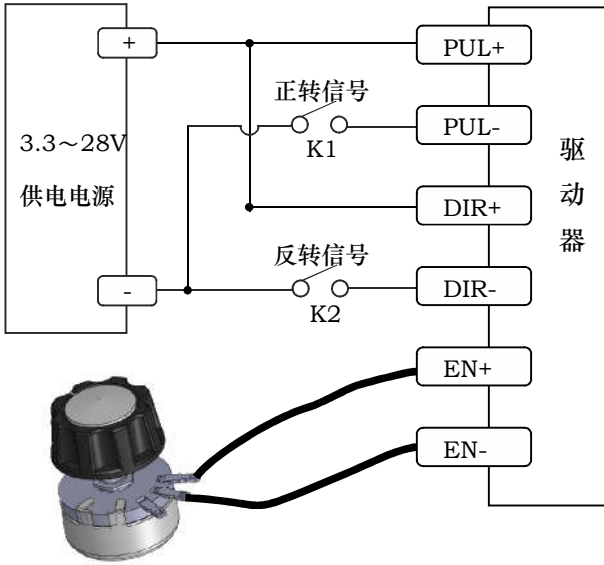 +
PUL+
正转信号
3.3～28V
PUL-
K1
驱
供电电源
动
DIR+
器
反转信号
-
DIR-
K2
EN+
EN-